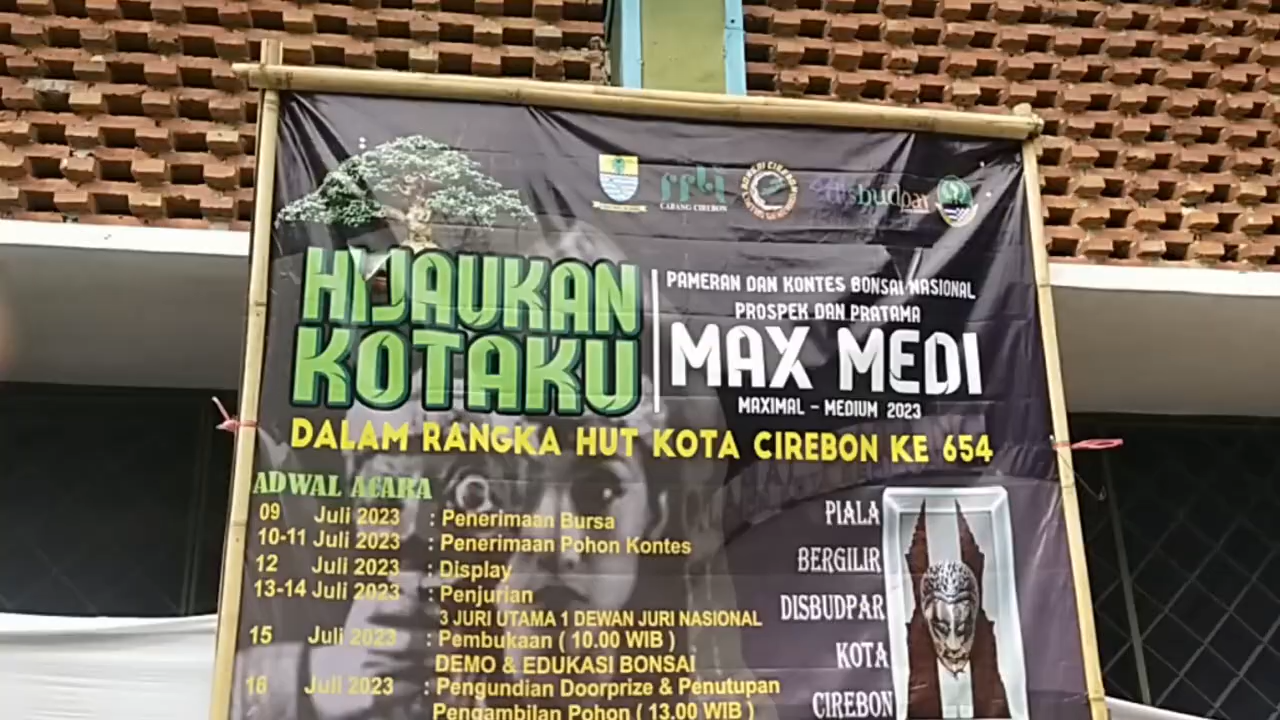 CABANG CIREBON
disbudpar
HIJAUKAN
KOTAKU
PAMERAN DAN KONTES BONSAI NASIONAL
PROSPEK DAN PRATAMA
MAX MEDI
MAXIMAL - MEDIUM 2023
DALAM RANGKA HUT KOTA CIREBON KE 654
ADWAL ACARA
09 Juli 2023 : Penerimaan Bursa
10-11 Juli 2023 : Penerimaan Pohon Kontes
12 Juli 2023 : Display
13-14 Juli 2023 : Penjurian
3 JURI UTAMA 1 DEWAN JURI NASIONAL
15 Juli 2023 : Pembukaan ( 10.00 WIB )
DEMO & EDUKASI BONSAI
16 Juli 2023 : Pengundian Doorprize & Penutupan
Pengambilan Pohon ( 13.00 WIB )
PIALA
BERGILIR
DISBUDPAR
KOTA
CIREBON